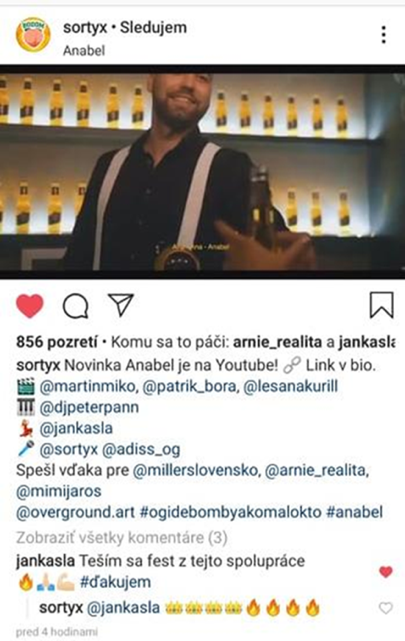 sortyx • Sledujem
Anabel
856 pozretí • Komu sa to páči: arnie_realita a jankasla
sortyx Novinka Anabel je na Youtube! 🔗 Link v bio.
🎬 @martinmiko, @patrik_bora, @lesanakurill
🎹 @djpeterpann
💃 @jankasla
🎤 @sortyx @adiss_og
Spešl vďaka pre @millerslovensko, @arnie_realita,
@mimijaros
@overground.art #ogidebombyakomalokto #anabel
Zobraziť všetky komentáre (3)
jankasla Teším sa fest z tejto spolupráce
🔥🙏🏻💪🏻 #ďakujem
sortyx @jankasla 👑👑👑👑🔥🔥🔥🔥
pred 4 hodinami